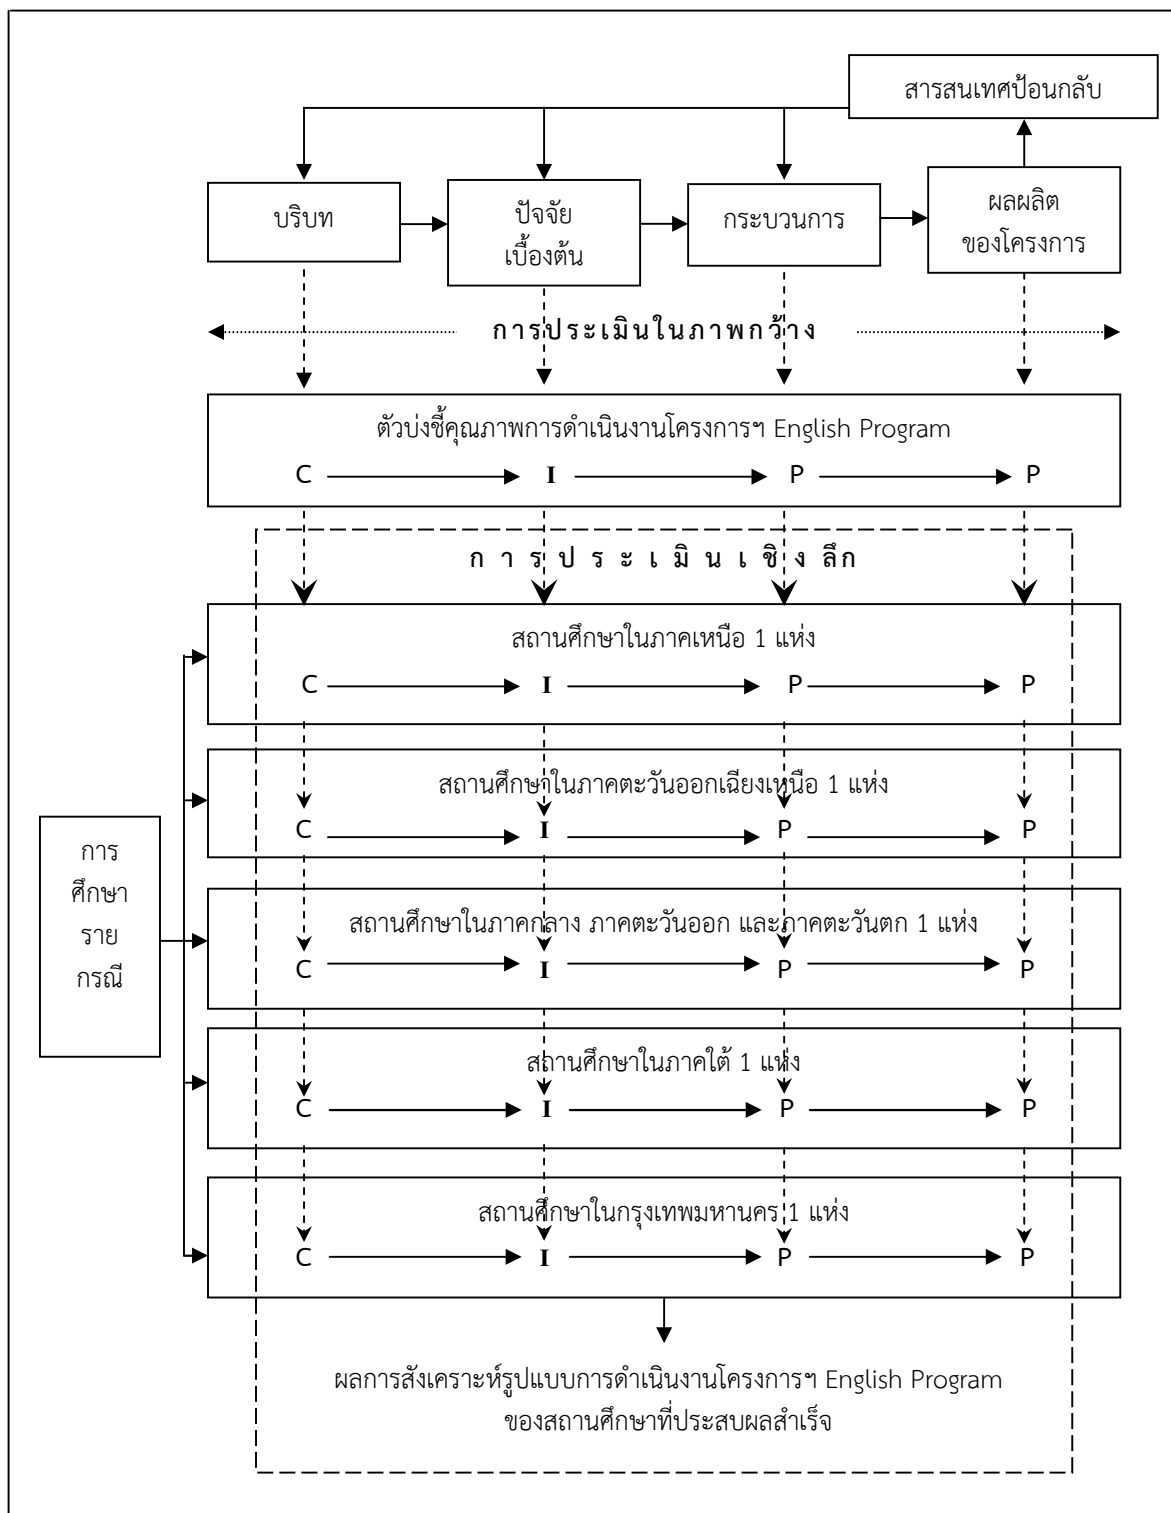 สารสนเทศป้อนกลับ
บริบท
ปัจจัย
เบื้องต้น
กระบวนการ
ผลผลิต
ของโครงการ
การประเมินในภาพกว้าง
ตัวบ่งชี้คุณภาพการดำเนินงานโครงการฯ English Program
C I P P
การประเมินเชิงลึก
สถานศึกษาในภาคเหนือ 1 แห่ง
C I P P
สถานศึกษาในภาคตะวันออกเฉียงเหนือ 1 แห่ง
C I P P
การ
ศึกษา
ราย
กรณี
สถานศึกษาในภาคกลาง ภาคตะวันออก และภาคตะวันตก 1 แห่ง
C I P P
สถานศึกษาในภาคใต้ 1 แห่ง
C I P P
สถานศึกษาในกรุงเทพมหานคร 1 แห่ง
C I P P
ผลการสังเคราะห์รูปแบบการดำเนินงานโครงการฯ English Program
ของสถานศึกษาที่ประสบผลสำเร็จ